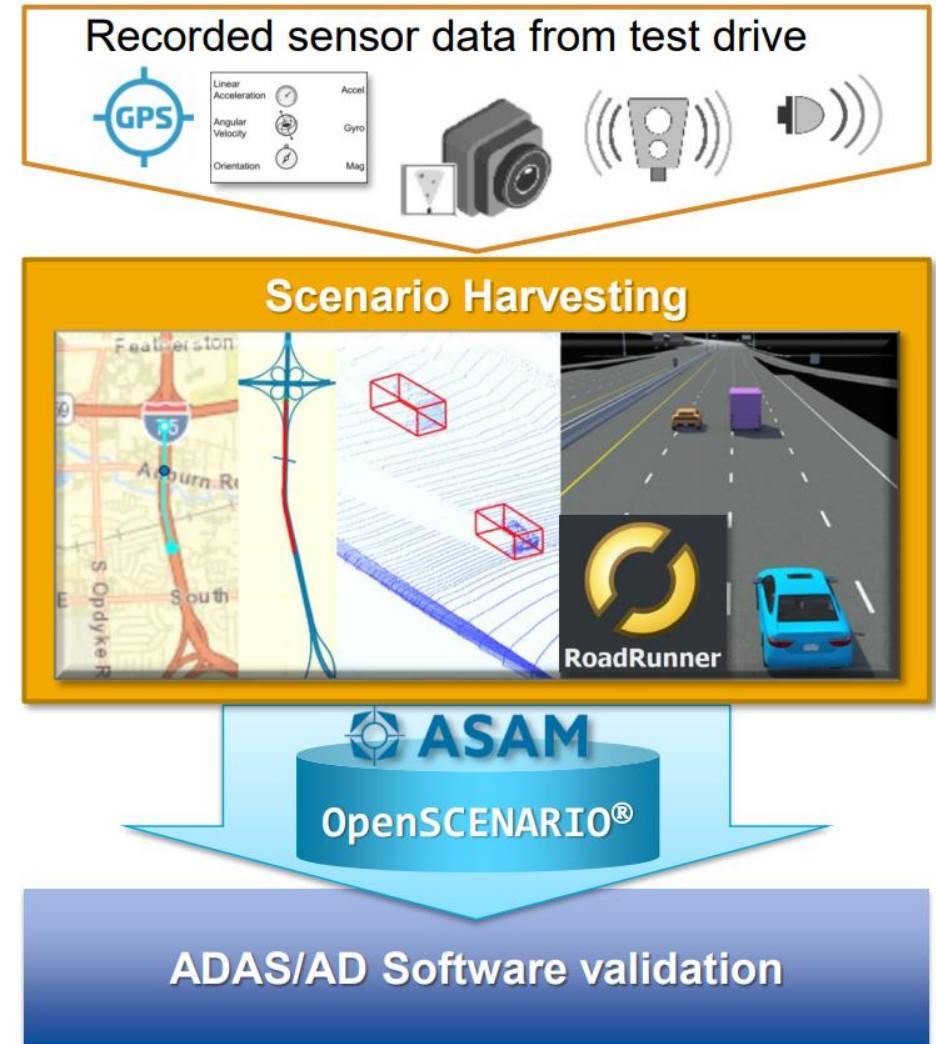 Recorded sensor data from test drive
GPS
Linear
Acceleration
Accel
Angular
Velocity
Gyro
Orientation
Mag
Scenario Harvesting
Featherston
75
Auburn
S Opdyke R
South
E
RoadRunner
ASAM
OpenSCENARIO®
ADAS/AD Software validation